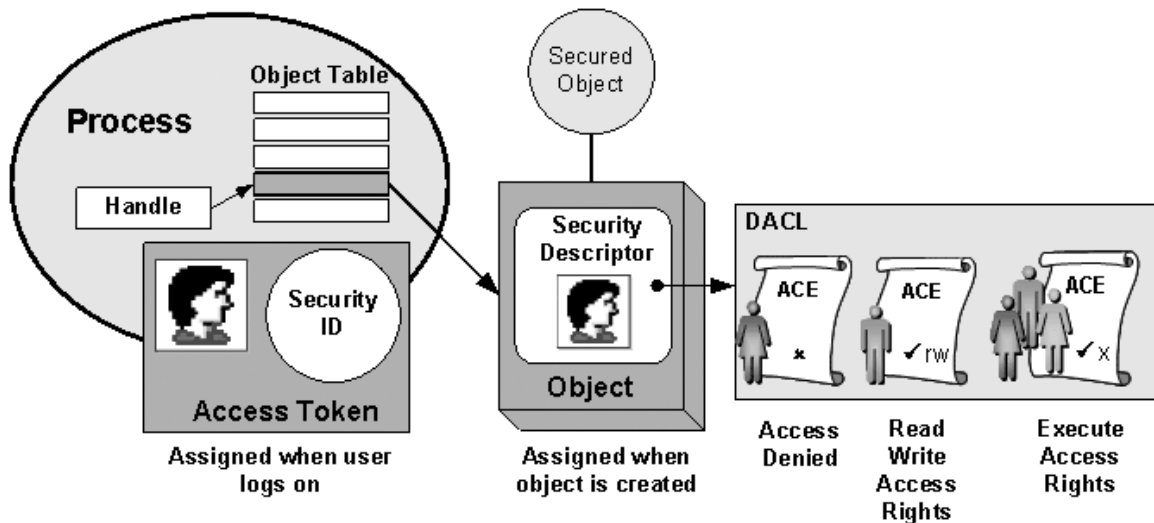 Process
Object Table
Handle
Security
ID
Access Token
Assigned when user
logs on
Secured
Object
Security
Descriptor
Object
Assigned when
object is created
DACL
ACE
x
ACE
✓ rw
ACE
✓ x
Access
Denied
Read
Write
Access
Rights
Execute
Access
Rights